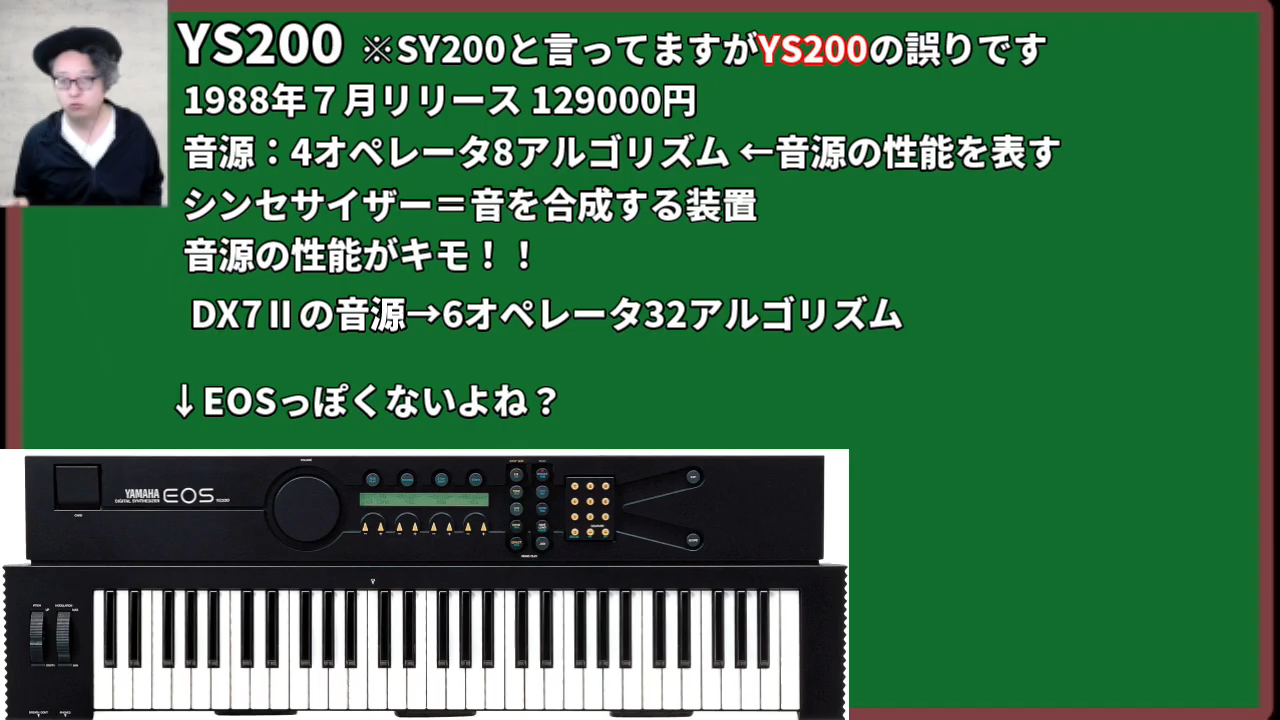 YS200 ※SY200と言ってますがYS200の誤りです
1988年７月リリース 129000円
音源：4オペレータ8アルゴリズム ←音源の性能を表す
シンセサイザー＝音を合成する装置
音源の性能がキモ！！
DX7Ⅱの音源→6オペレータ32アルゴリズム
↓EOSっぽくないよね？
YAMAHA EOS
DIGITAL SYNTHESIZER